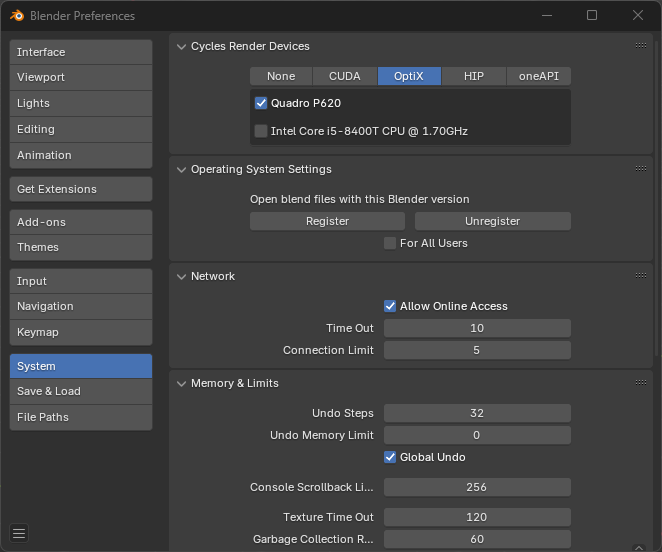 Blender Preferences
Interface
Viewport
Lights
Editing
Animation
Get Extensions
Add-ons
Themes
Input
Navigation
Keymap
System
Save & Load
File Paths
Cycles Render Devices
None CUDA OptiX HIP oneAPI
Quadro P620
Intel Core i5-8400T CPU @ 1.70GHz
Operating System Settings
Open blend files with this Blender version
Register Unregister
For All Users
Network
Allow Online Access
Time Out 10
Connection Limit 5
Memory & Limits
Undo Steps 32
Undo Memory Limit 0
Global Undo
Console Scrollback Li... 256
Texture Time Out 120
Garbage Collection R... 60